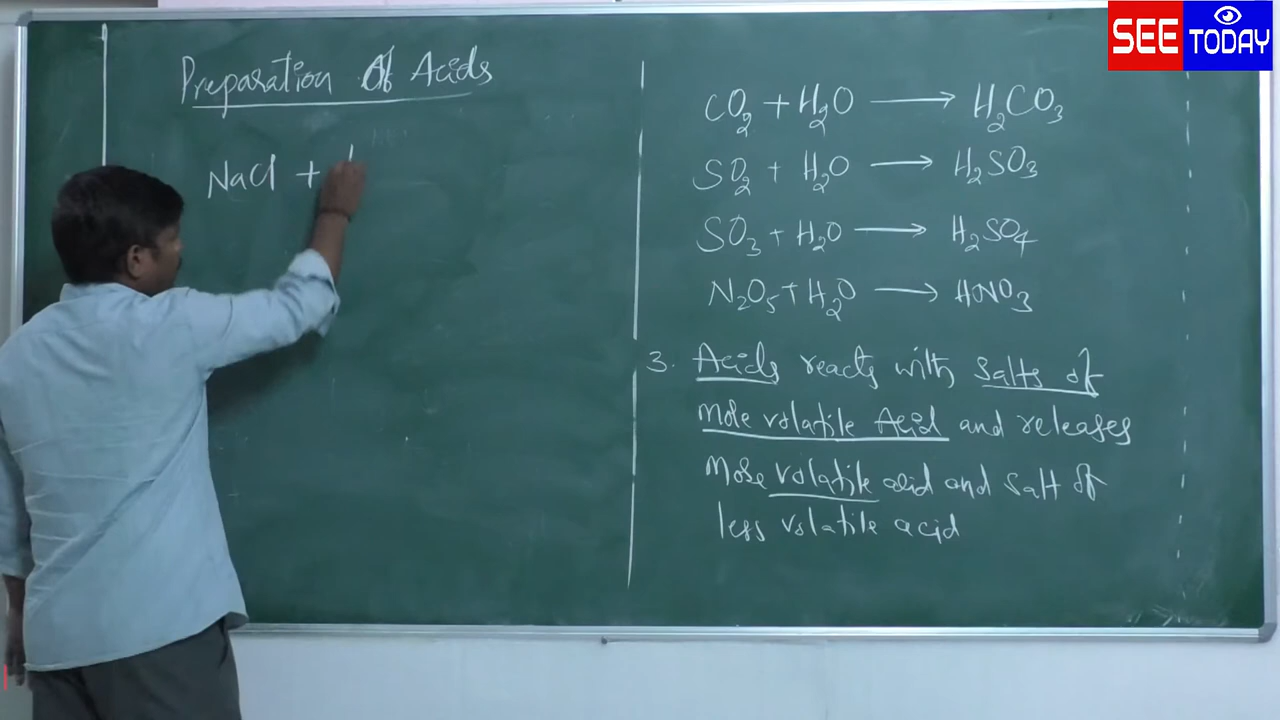 Preparation Of Acids
NaCl +
CO2 + H2O ⟶ H2CO3
SO2 + H2O ⟶ H2SO3
SO3 + H2O ⟶ H2SO4
N2O5 + H2O ⟶ HNO3
3. Acids reacts with Salts of
More volatile Acid and releases
More volatile acid and salt of
less volatile acid
SEE TODAY